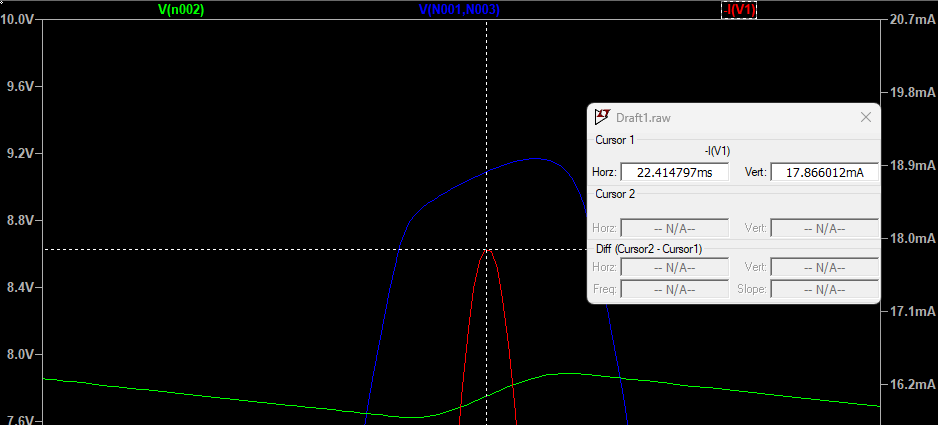 V(n002) V(N001,N003) -I(V1)
10.0V 20.7mA
9.6V 19.8mA
9.2V 18.9mA
8.8V 18.0mA
8.4V 17.1mA
8.0V 16.2mA
7.6V
Draft1.raw
Cursor 1
-I(V1)
Horz: 22.414797ms Vert: 17.866012mA
Cursor 2
Horz: -- N/A-- Vert: -- N/A--
Diff (Cursor2 - Cursor1)
Horz: -- N/A-- Vert: -- N/A--
Freq: -- N/A-- Slope: -- N/A--